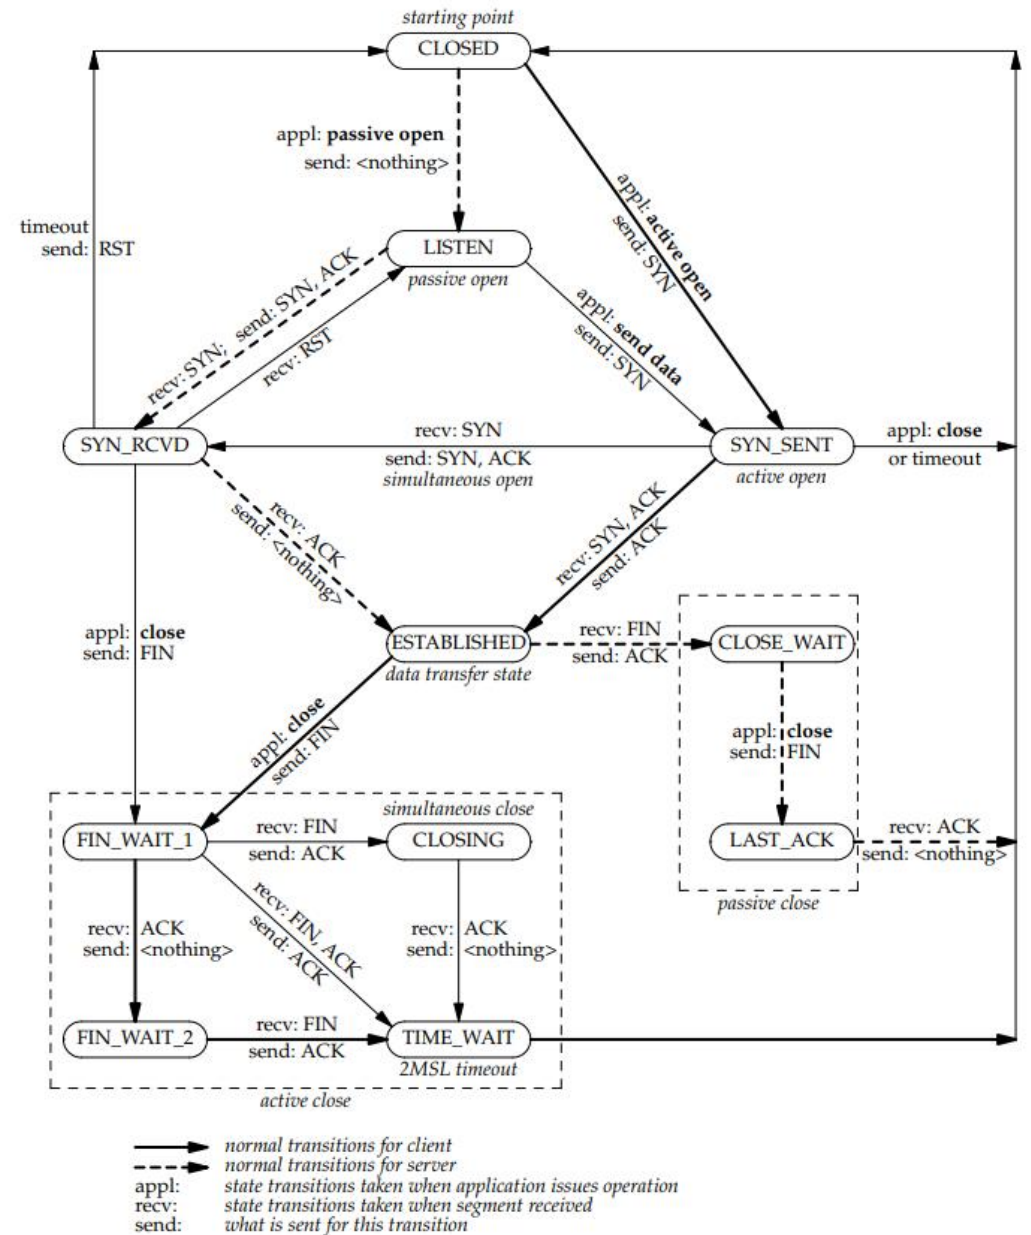 starting point
CLOSED
appl: passive open
send: <nothing>
appl: active open
send: SYN
timeout
send: RST
LISTEN
passive open
recv: SYN; send: SYN, ACK
recv: RST
appl: send data
send: SYN
SYN_RCVD
recv: SYN
send: SYN, ACK
simultaneous open
SYN_SENT
active open
appl: close
or timeout
recv: ACK
send: <nothing>
recv: SYN, ACK
send: ACK
appl: close
send: FIN
ESTABLISHED
data transfer state
recv: FIN
send: ACK
CLOSE_WAIT
appl: close
send: FIN
appl: close
send: FIN
simultaneous close
FIN_WAIT_1
recv: FIN
send: ACK
CLOSING
LAST_ACK
recv: ACK
send: <nothing>
passive close
recv: ACK
send: <nothing>
recv: FIN, ACK
send: ACK
recv: ACK
send: <nothing>
FIN_WAIT_2
recv: FIN
send: ACK
TIME_WAIT
2MSL timeout
active close
normal transitions for client
normal transitions for server
appl: state transitions taken when application issues operation
recv: state transitions taken when segment received
send: what is sent for this transition